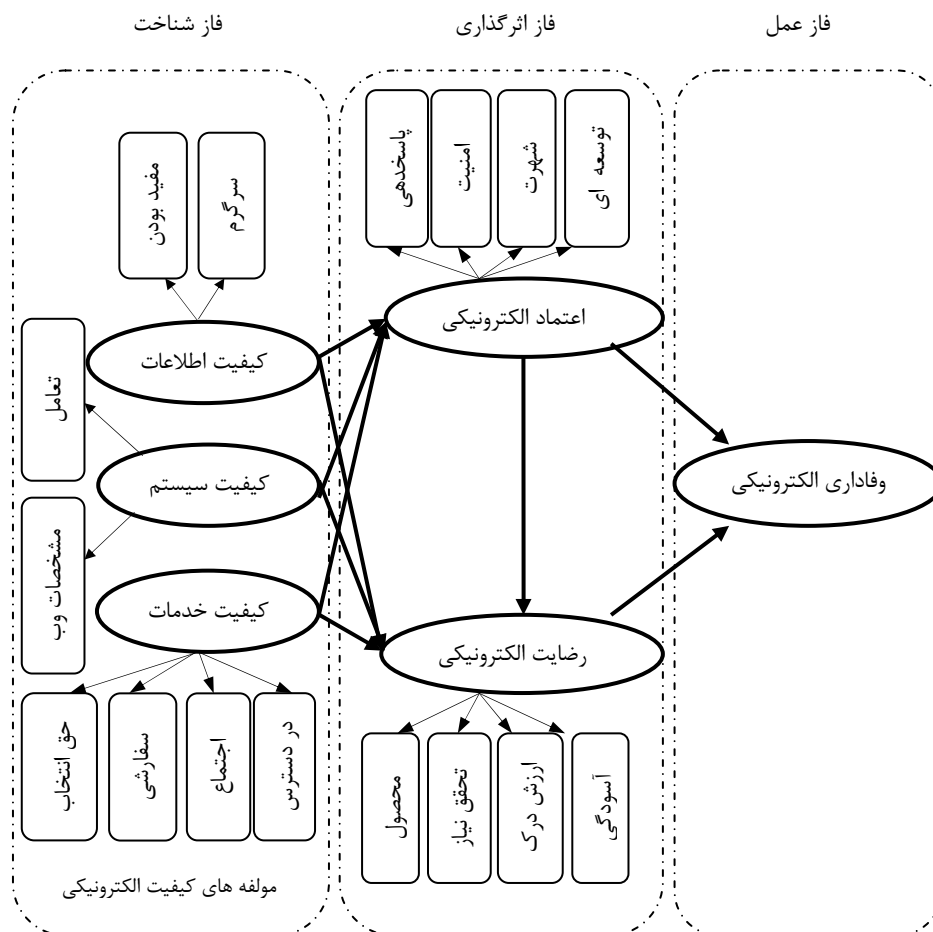 فاز عمل
فاز اثرگذاری
فاز شناخت
توسعه ای
شهرت
امنیت
پاسخدهی
سرگرم
مفید بودن
اعتماد الکترونیکی
کیفیت اطلاعات
تعامل
وفاداری الکترونیکی
کیفیت سیستم
مشخصات وب
کیفیت خدمات
رضایت الکترونیکی
در دسترس
اجتماع
سفارشی
حق انتخاب
آسودگی
ارزش درک
تحقق نیاز
محصول
مولفه های کیفیت الکترونیکی